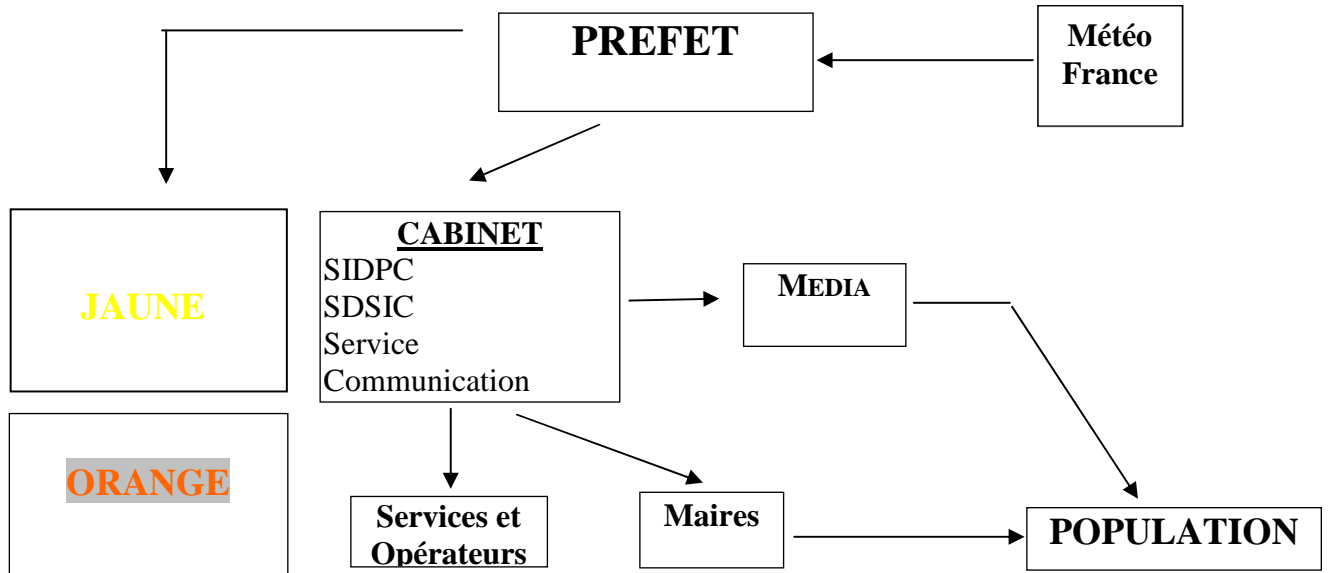 PREFET
Météo
France
JAUNE
CABINET
SIDPC
SDSIC
Service
Communication
MEDIA
ORANGE
Services et
Opérateurs
Maires
POPULATION